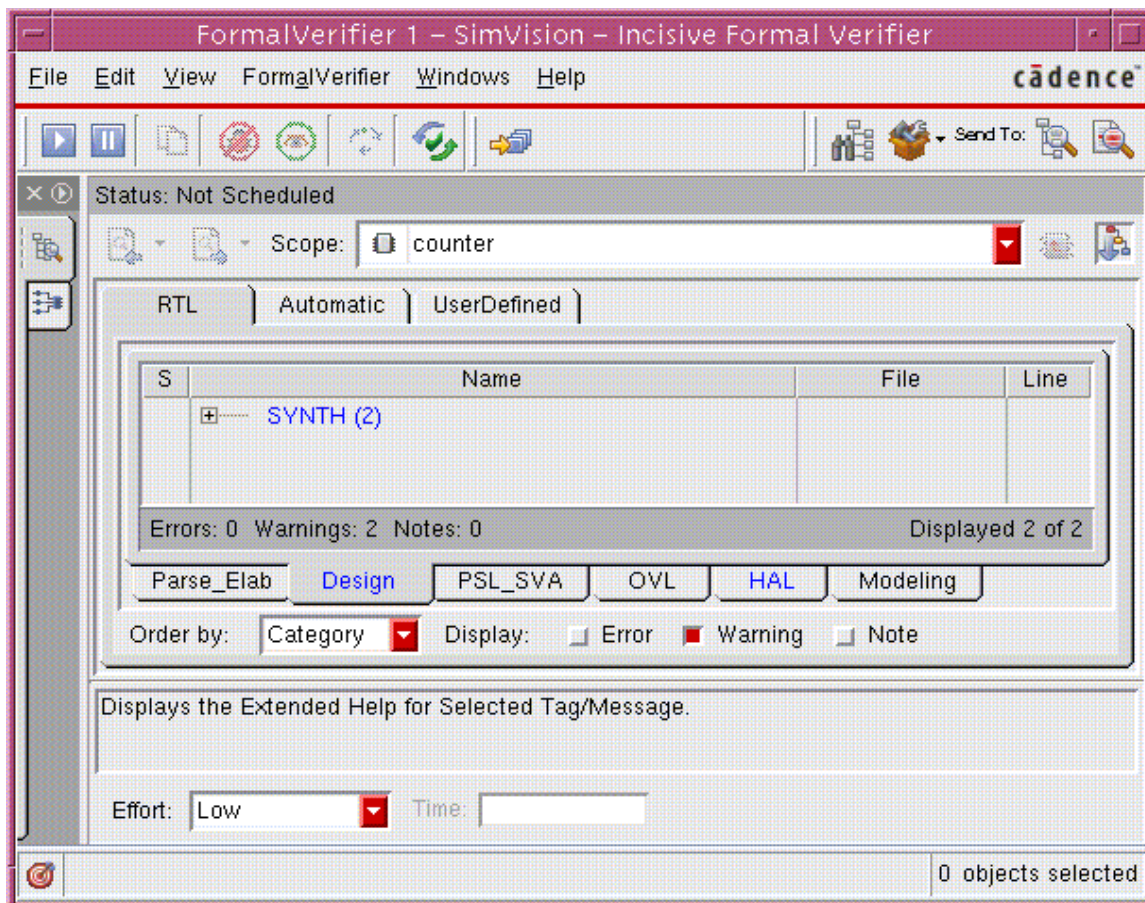 FormalVerifier 1 – SimVision – Incisive Formal Verifier
File Edit View FormalVerifier Windows Help cādence™
Send To:
Status: Not Scheduled
Scope: counter
RTL Automatic UserDefined
S Name File Line
SYNTH (2)
Errors: 0 Warnings: 2 Notes: 0 Displayed 2 of 2
Parse_Elab Design PSL_SVA OVL HAL Modeling
Order by: Category Display: Error Warning Note
Displays the Extended Help for Selected Tag/Message.
Effort: Low Time:
0 objects selected